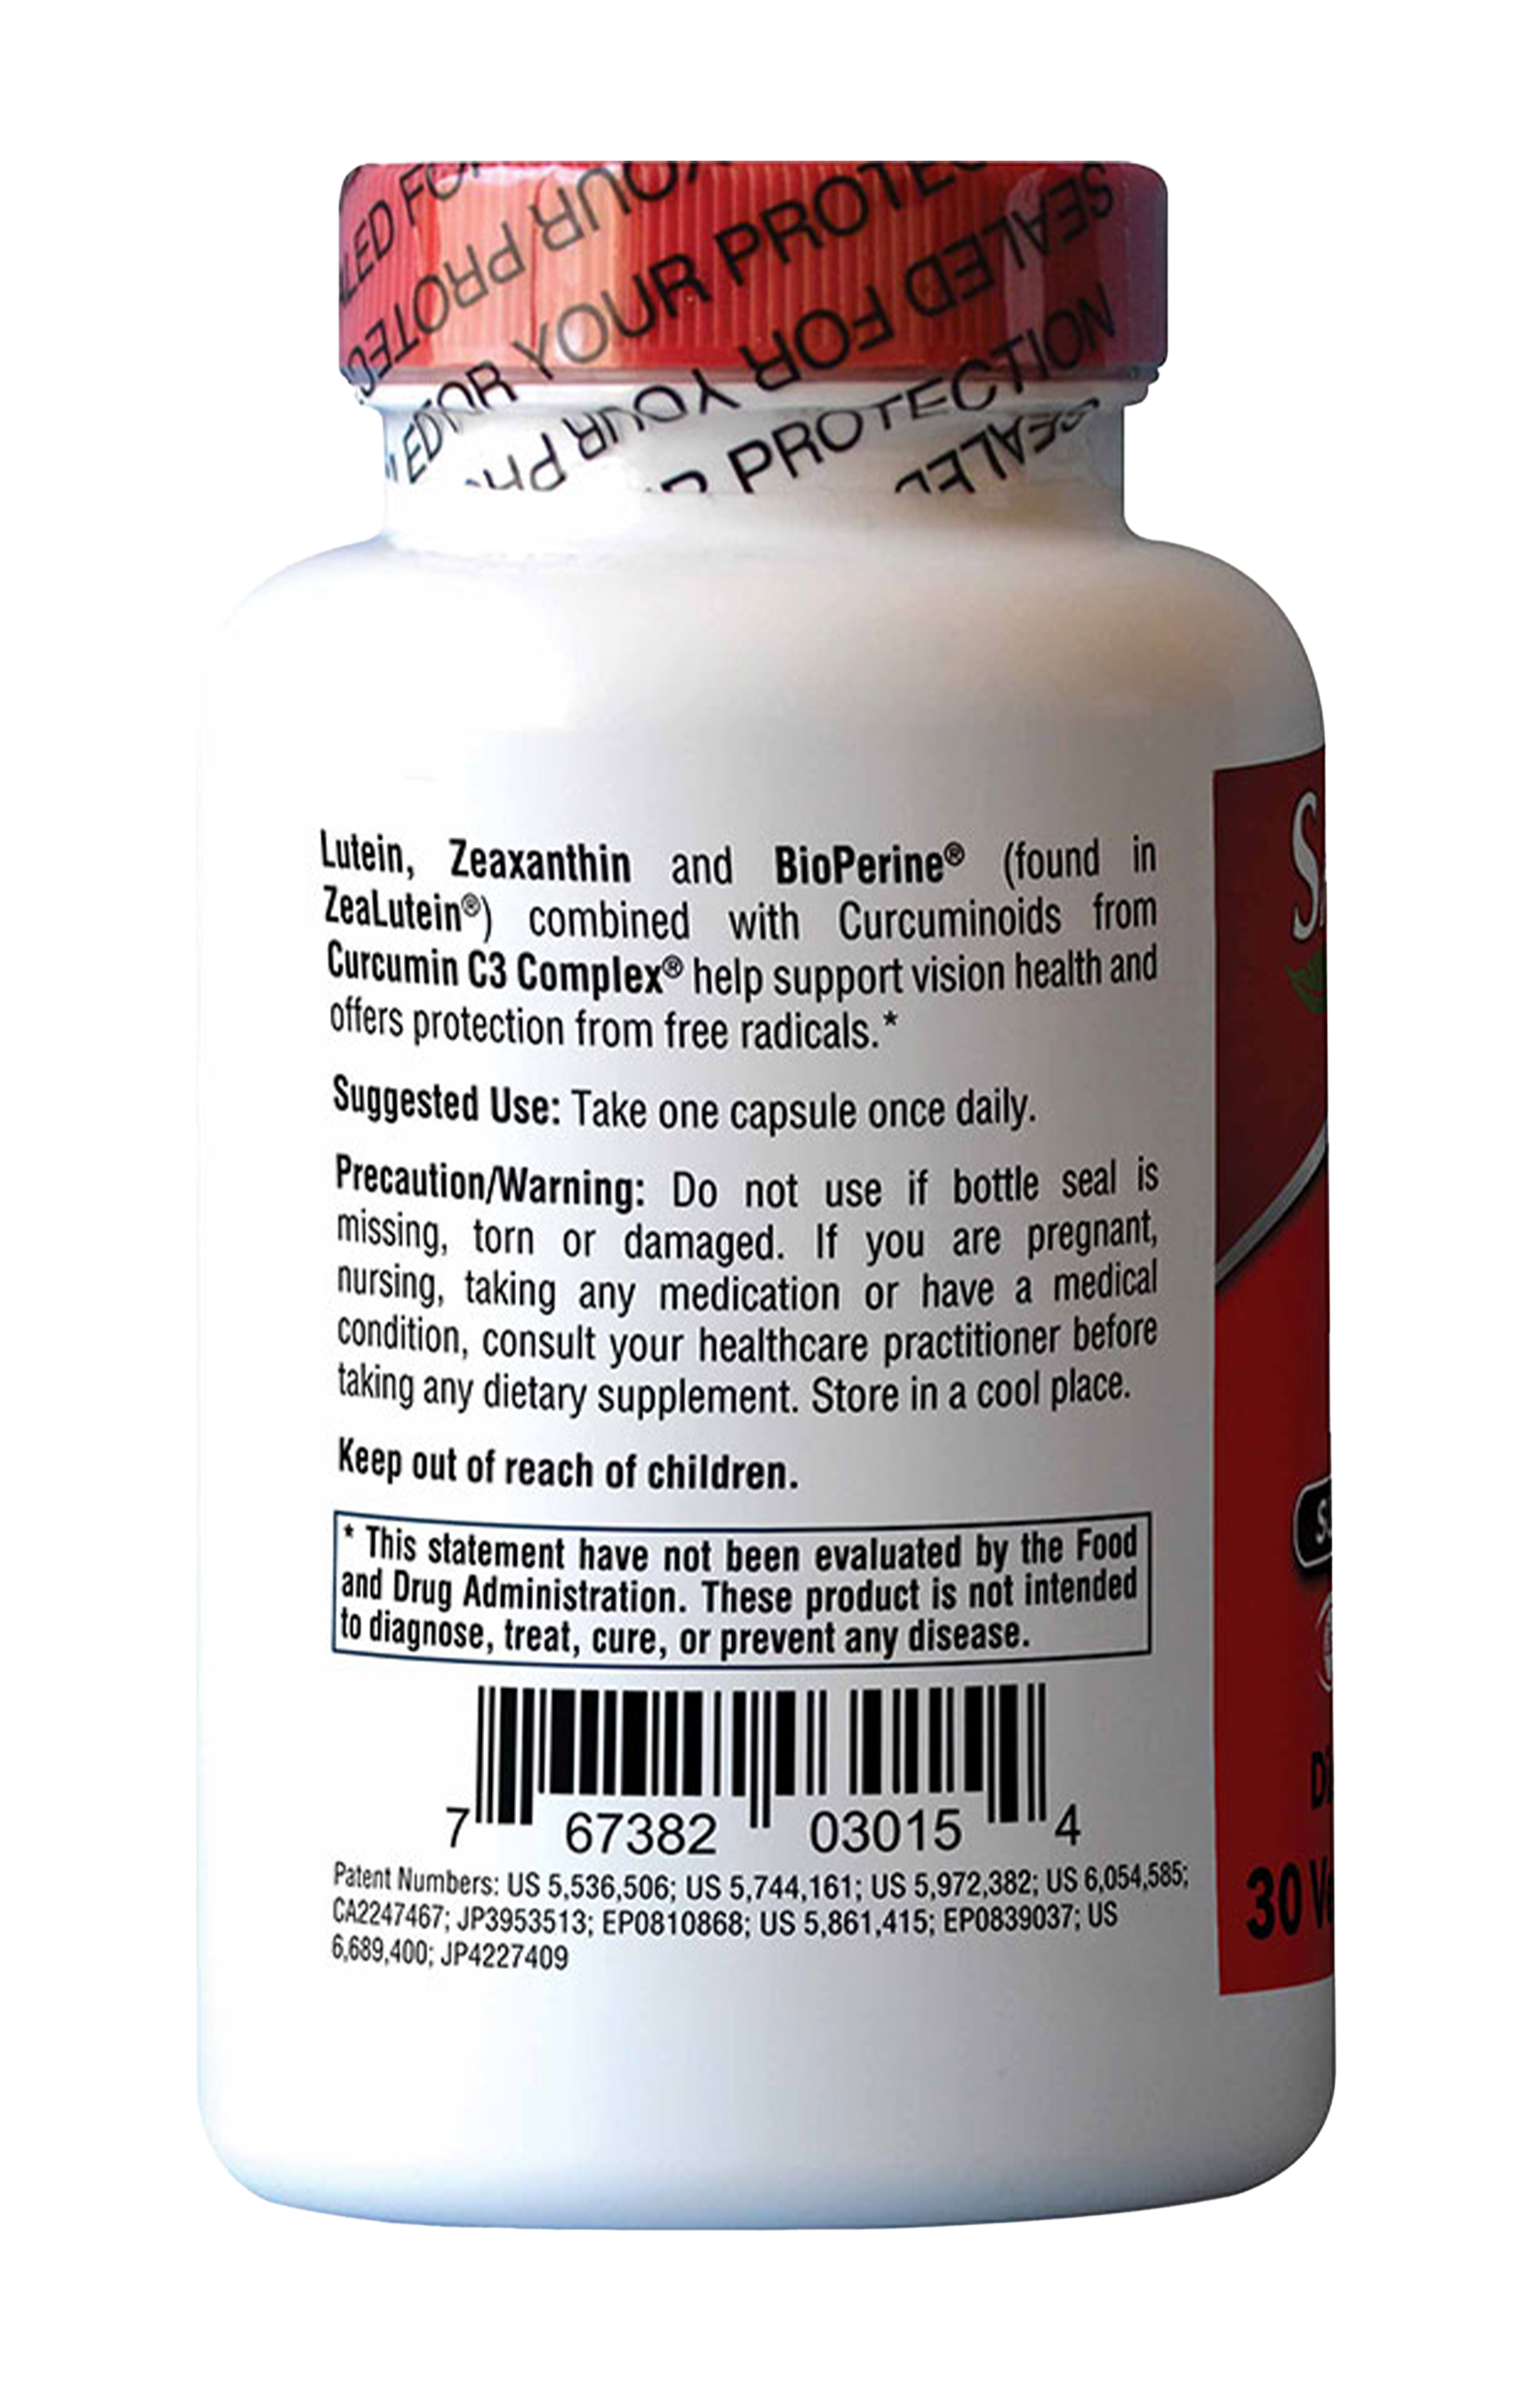 SEALED
YOUR PROTEC
FOR YOUR PROTEC
SEALED FOR YOUR
PROTECTION
Lutein, Zeaxanthin and BioPerine® (found in
ZeaLutein®) combined with Curcuminoids from
Curcumin C3 Complex® help support vision health and
offers protection from free radicals.*
Suggested Use: Take one capsule once daily.
Precaution/Warning: Do not use if bottle seal is
missing, torn or damaged. If you are pregnant,
nursing, taking any medication or have a medical
condition, consult your healthcare practitioner before
taking any dietary supplement. Store in a cool place.
Keep out of reach of children.
* This statement have not been evaluated by the Food
and Drug Administration. These product is not intended
to diagnose, treat, cure, or prevent any disease.
7 67382 03015 4
Patent Numbers: US 5,536,506; US 5,744,161; US 5,972,382; US 6,054,585;
CA2247467; JP3953513; EP0810868; US 5,861,415; EP0839037; US
6,689,400; JP4227409
30